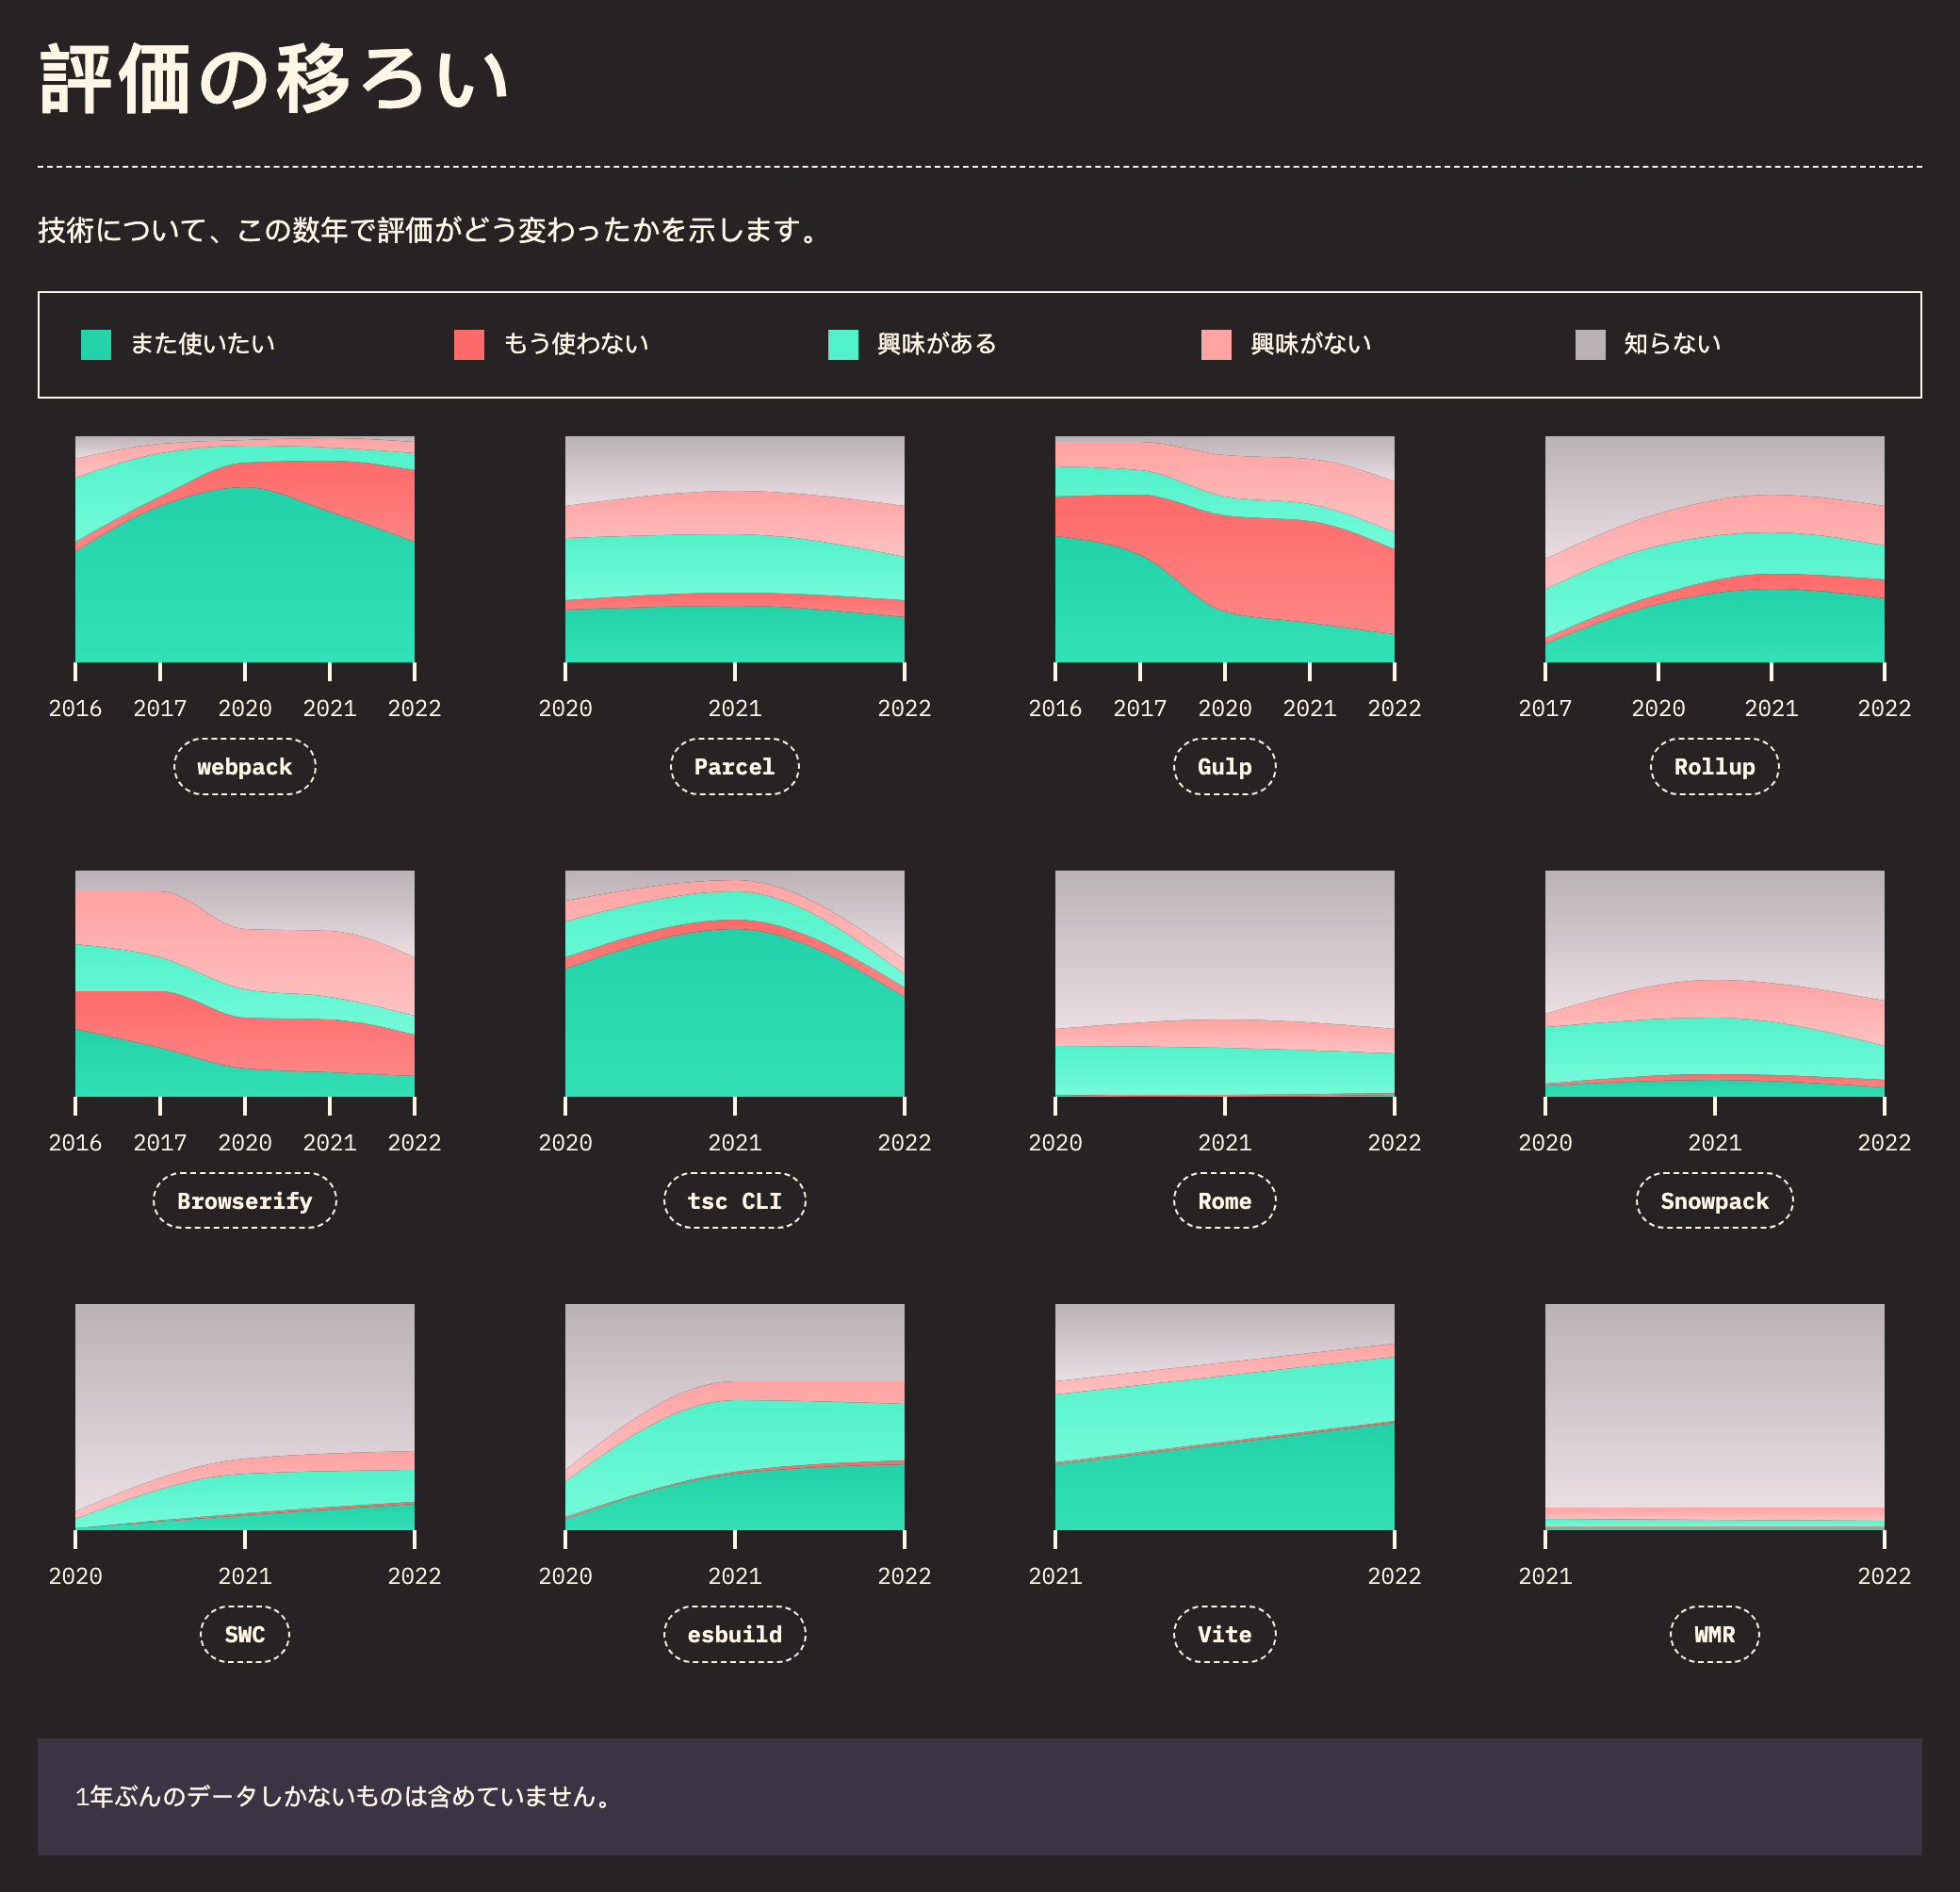 評価の移ろい
技術について、この数年で評価がどう変わったかを示します。
また使いたい もう使わない 興味がある 興味がない 知らない
2016 2017 2020 2021 2022
webpack
2020 2021 2022
Parcel
2016 2017 2020 2021 2022
Gulp
2017 2020 2021 2022
Rollup
2016 2017 2020 2021 2022
Browserify
2020 2021 2022
tsc CLI
2020 2021 2022
Rome
2020 2021 2022
Snowpack
2020 2021 2022
SWC
2020 2021 2022
esbuild
2021 2022
Vite
2021 2022
WMR
1年ぶんのデータしかないものは含めていません。